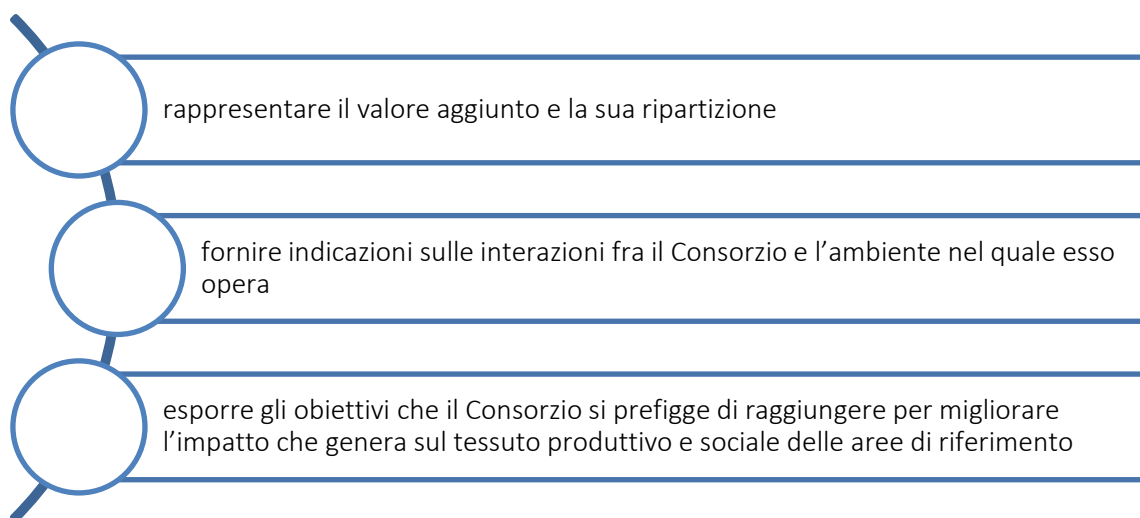 rappresentare il valore aggiunto e la sua ripartizione
fornire indicazioni sulle interazioni fra il Consorzio e l’ambiente nel quale esso
opera
esporre gli obiettivi che il Consorzio si prefigge di raggiungere per migliorare
l’impatto che genera sul tessuto produttivo e sociale delle aree di riferimento